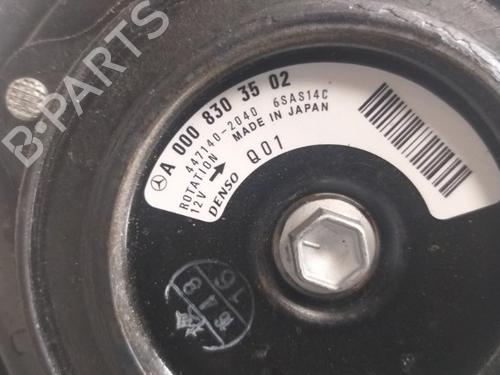 B-PARTS
A 000 830 35 02
447140-2040 6SAS14C
ROTATION → MADE IN JAPAN
12V DENSO Q01